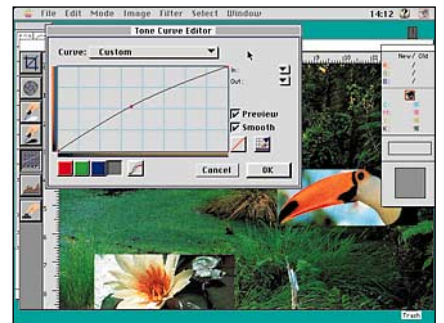 File Edit Mode Image Filter Select Window 14:12
Tone Curve Editor
Curve: Custom
In:
Out:
Preview
Smooth
Cancel OK
New / Old
R: /
G: /
B: /
C:
M:
Y:
K:
Trash